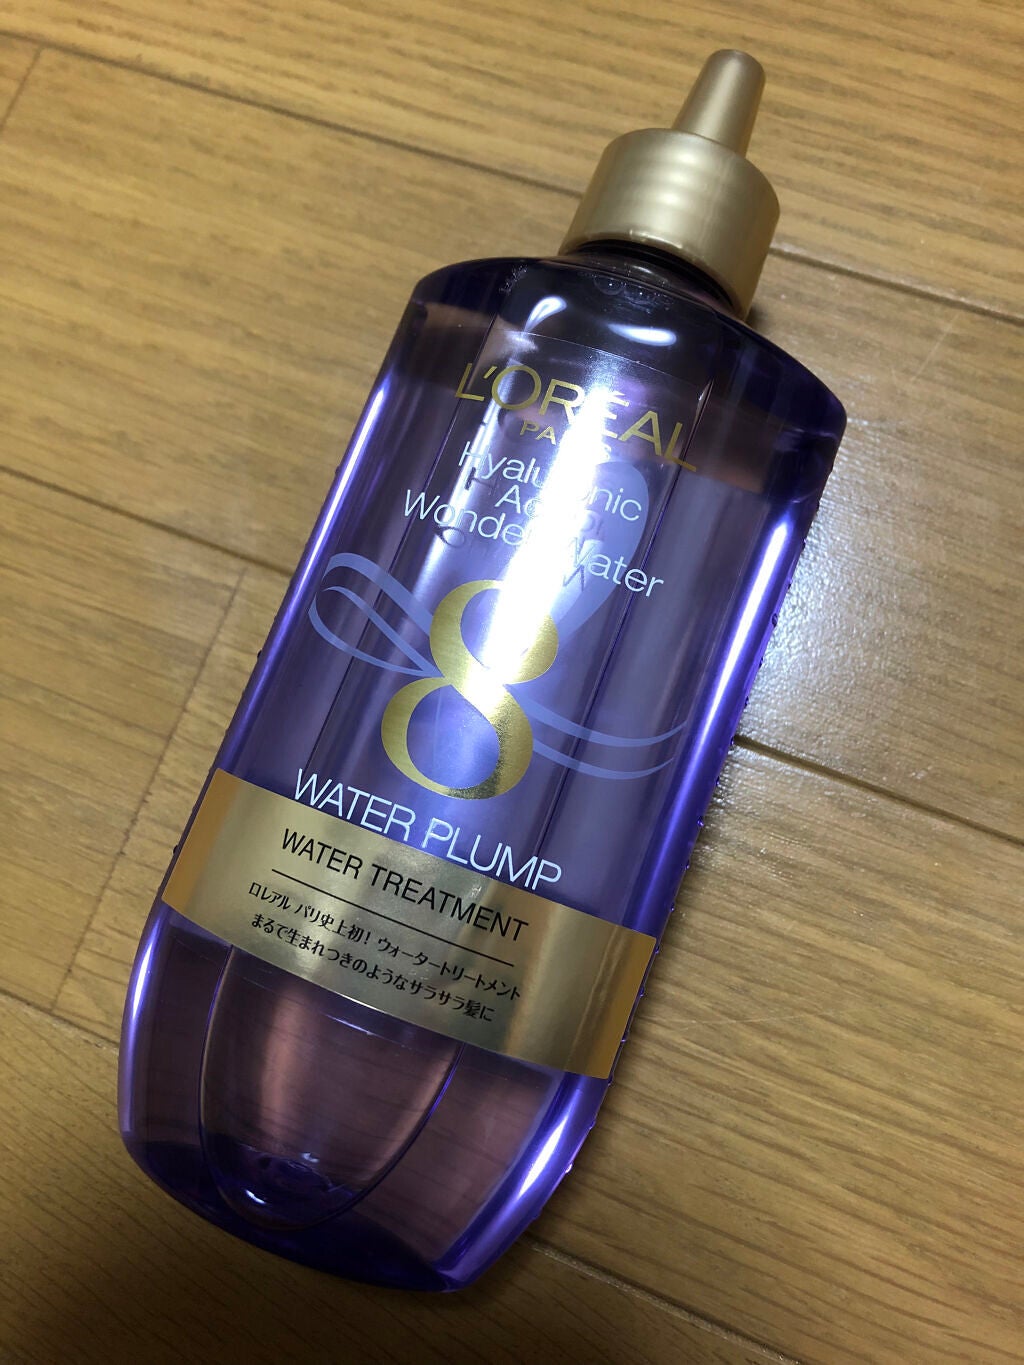 L'ORÉAL
PARIS
Hyaluronic
Wonder Water
8
WATER PLUMP
WATER TREATMENT
ロレアル パリ史上初！ ウォータートリートメント
まるで生まれつきのようなサラサラ髪に